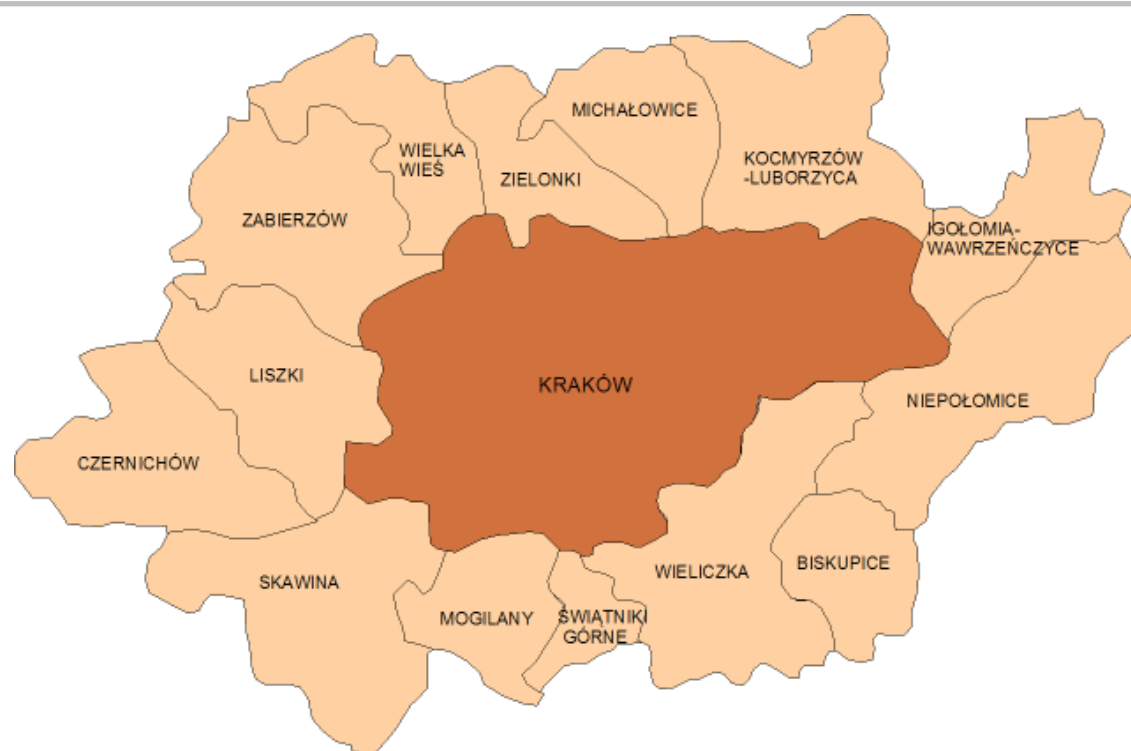 MICHAŁOWICE
WIELKA
WIEŚ
ZIELONKI
KOCMYRZÓW
-LUBORZYCA
ZABIERZÓW
IGOŁOMIA-
WAWRZEŃCZYCE
LISZKI
KRAKÓW
NIEPOŁOMICE
CZERNICHÓW
SKAWINA
WIELICZKA
BISKUPICE
MOGILANY
ŚWIĄTNIKI
GÓRNE